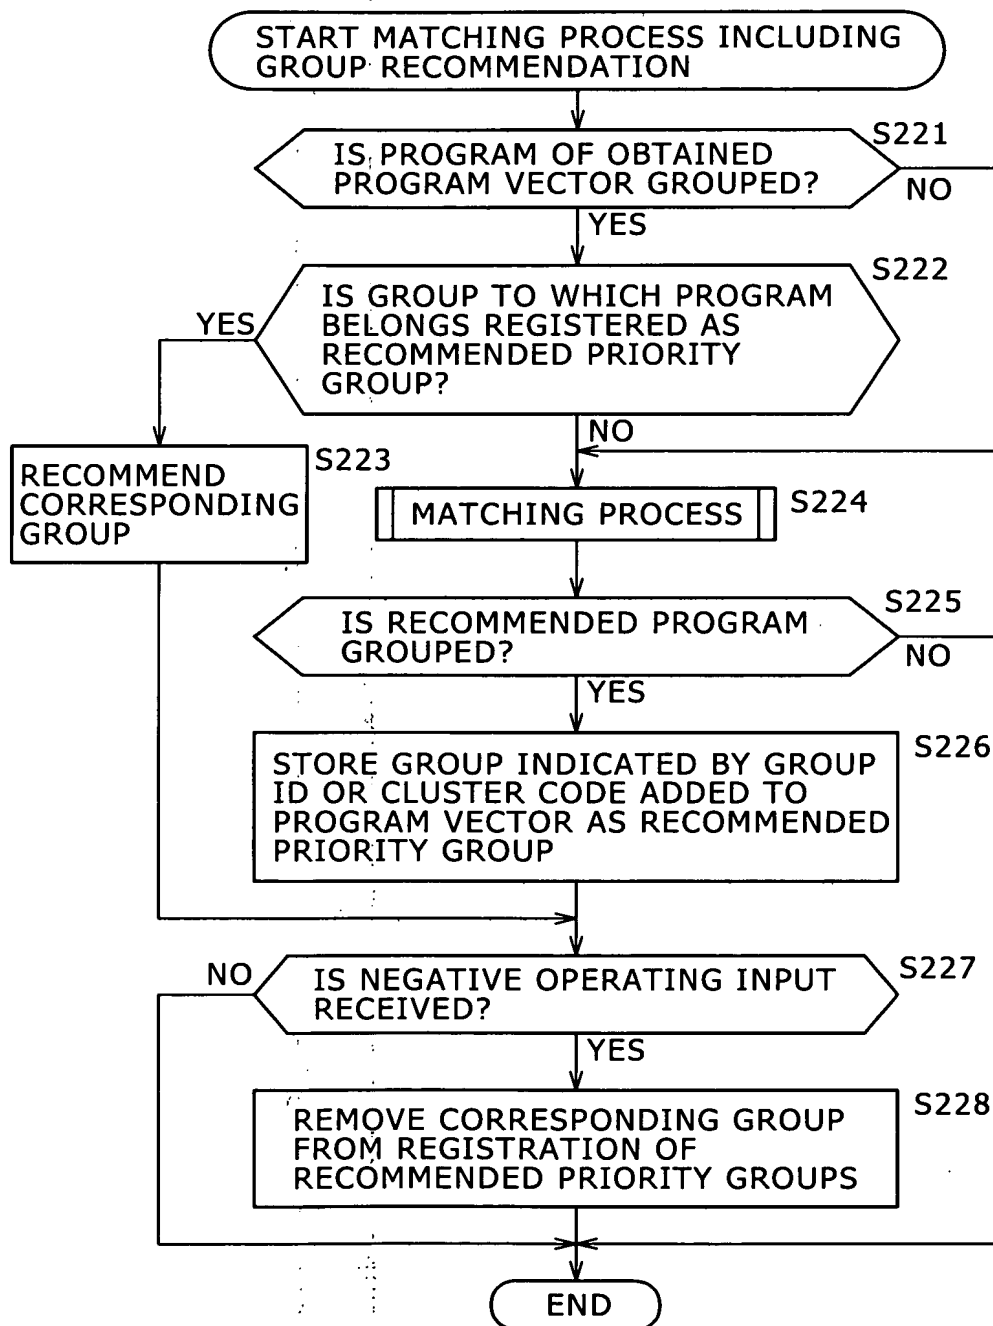 START MATCHING PROCESS INCLUDING
GROUP RECOMMENDATION
S221
IS PROGRAM OF OBTAINED
PROGRAM VECTOR GROUPED?
NO
YES
S222
IS GROUP TO WHICH PROGRAM
BELONGS REGISTERED AS
RECOMMENDED PRIORITY
GROUP?
YES
NO
S223
RECOMMEND
CORRESPONDING
GROUP
S224
MATCHING PROCESS
S225
IS RECOMMENDED PROGRAM
GROUPED?
NO
YES
S226
STORE GROUP INDICATED BY GROUP
ID OR CLUSTER CODE ADDED TO
PROGRAM VECTOR AS RECOMMENDED
PRIORITY GROUP
S227
NO
IS NEGATIVE OPERATING INPUT
RECEIVED?
YES
S228
REMOVE CORRESPONDING GROUP
FROM REGISTRATION OF
RECOMMENDED PRIORITY GROUPS
END